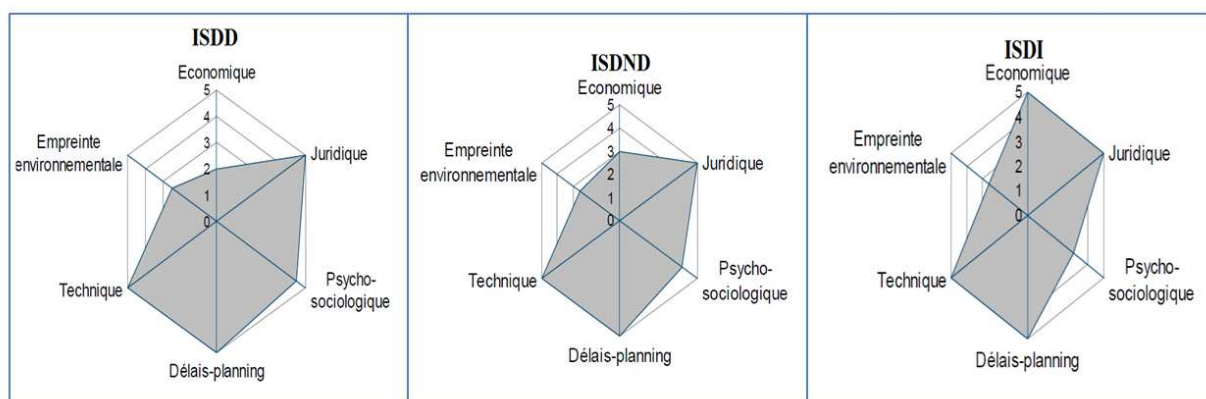 ISDD
Economique
5
4
3
2
1
0
Empreinte
environnementale
Juridique
Technique
Psycho-
sociologique
Délais-planning
ISDND
Economique
5
4
3
2
1
0
Empreinte
environnementale
Juridique
Technique
Psycho-
sociologique
Délais-planning
ISDI
Economique
5
4
3
2
1
0
Empreinte
environnementale
Juridique
Technique
Psycho-
sociologique
Délais-planning